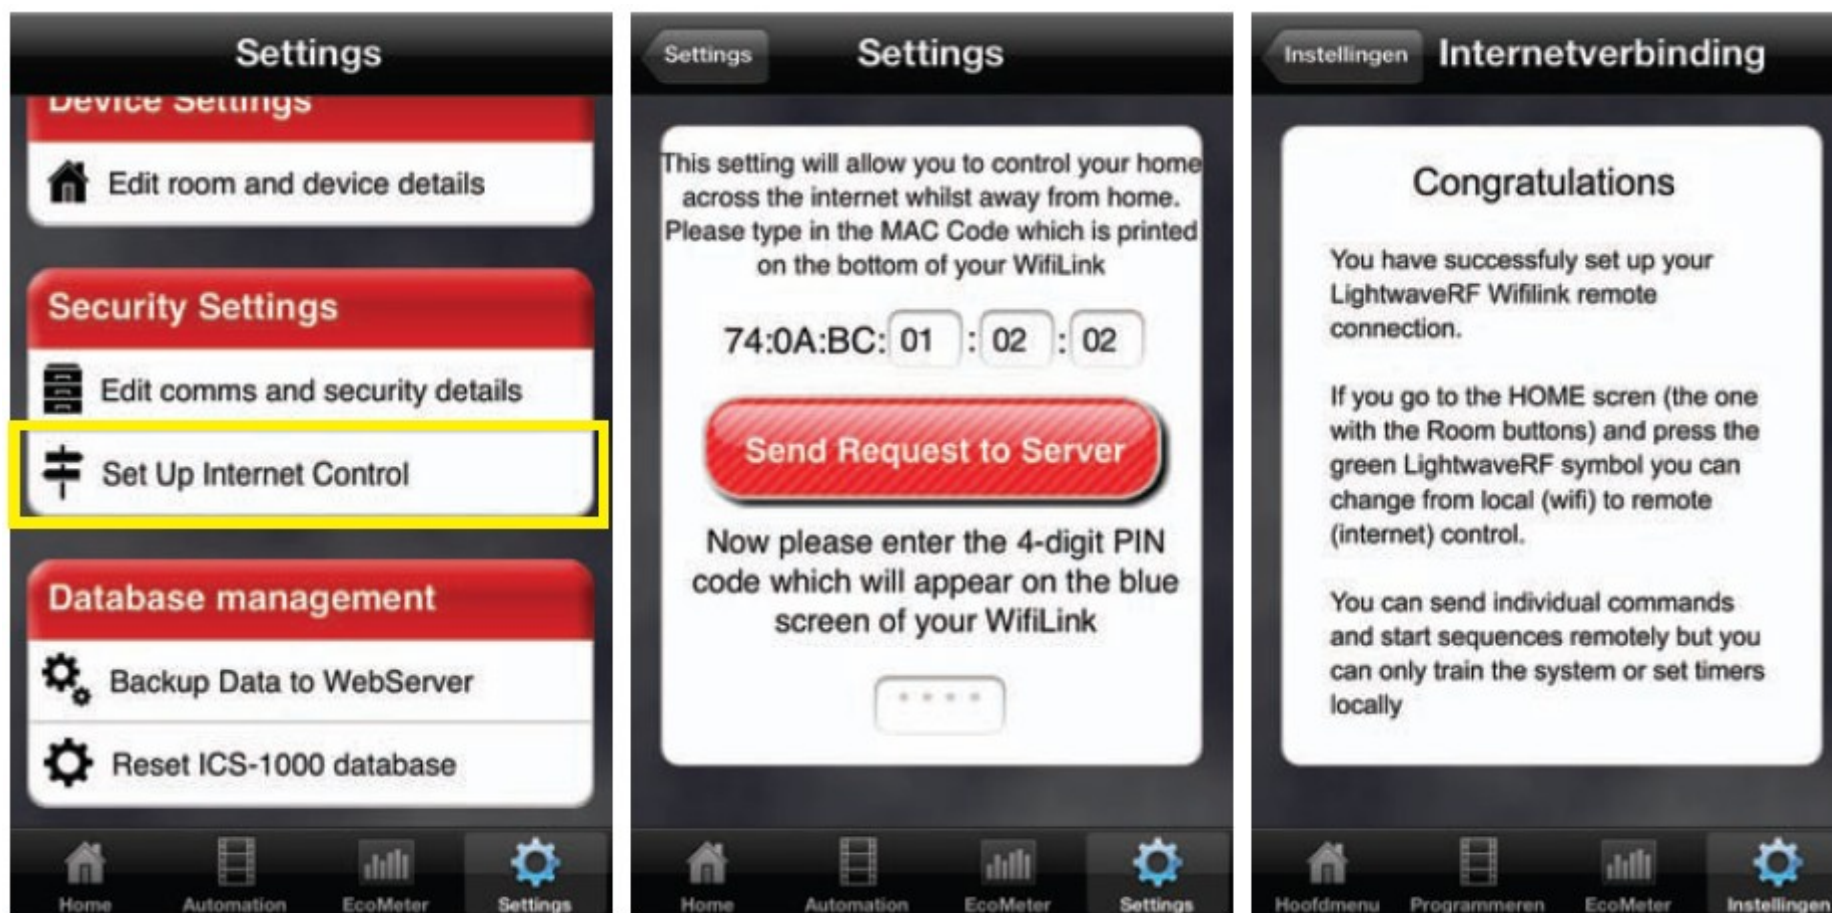 Settings
Device Settings
Edit room and device details
Security Settings
Edit comms and security details
Set Up Internet Control
Database management
Backup Data to WebServer
Reset ICS-1000 database
Home Automation EcoMeter Settings
Settings Settings
This setting will allow you to control your home
across the internet whilst away from home.
Please type in the MAC Code which is printed
on the bottom of your WifiLink
74:0A:BC: 01 : 02 : 02
Send Request to Server
Now please enter the 4-digit PIN
code which will appear on the blue
screen of your WifiLink
Home Automation EcoMeter Settings
Instellingen Internetverbinding
Congratulations
You have successfuly set up your
LightwaveRF Wifilink remote
connection.
If you go to the HOME scren (the one
with the Room buttons) and press the
green LightwaveRF symbol you can
change from local (wifi) to remote
(internet) control.
You can send individual commands
and start sequences remotely but you
can only train the system or set timers
locally
Hoofdmenu Programmeren EcoMeter Instellingen